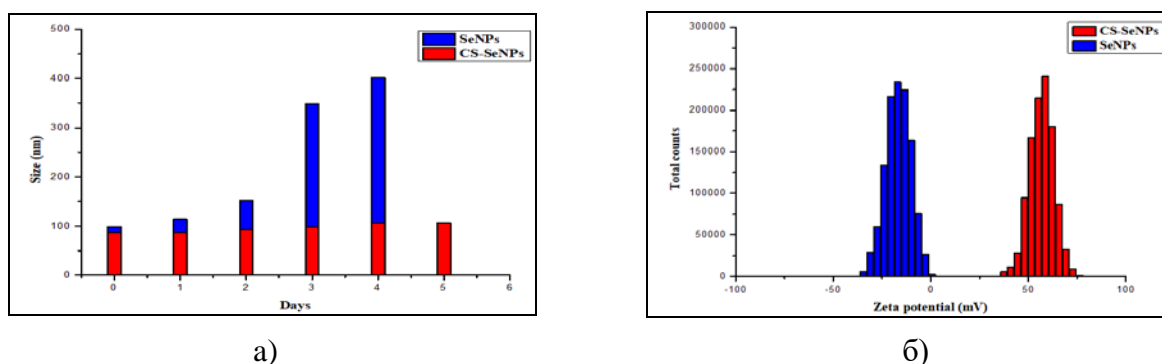 500
400
300
200
100
0
Size (nm)
0 1 2 3 4 5 6
Days
SeNPs
CS-SeNPs
а)
300000
250000
200000
150000
100000
50000
0
Total counts
-100 -50 0 50 100
Zeta potential (mV)
CS-SeNPs
SeNPs
б)